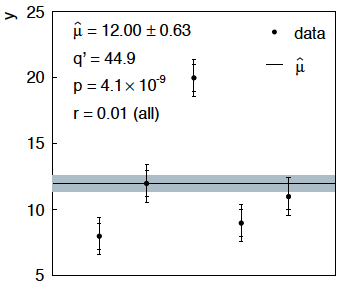 y
25
20
15
10
5
μ̂ = 12.00 ± 0.63
q’ = 44.9
p = 4.1 × 10⁻⁹
r = 0.01 (all)
data
μ̂